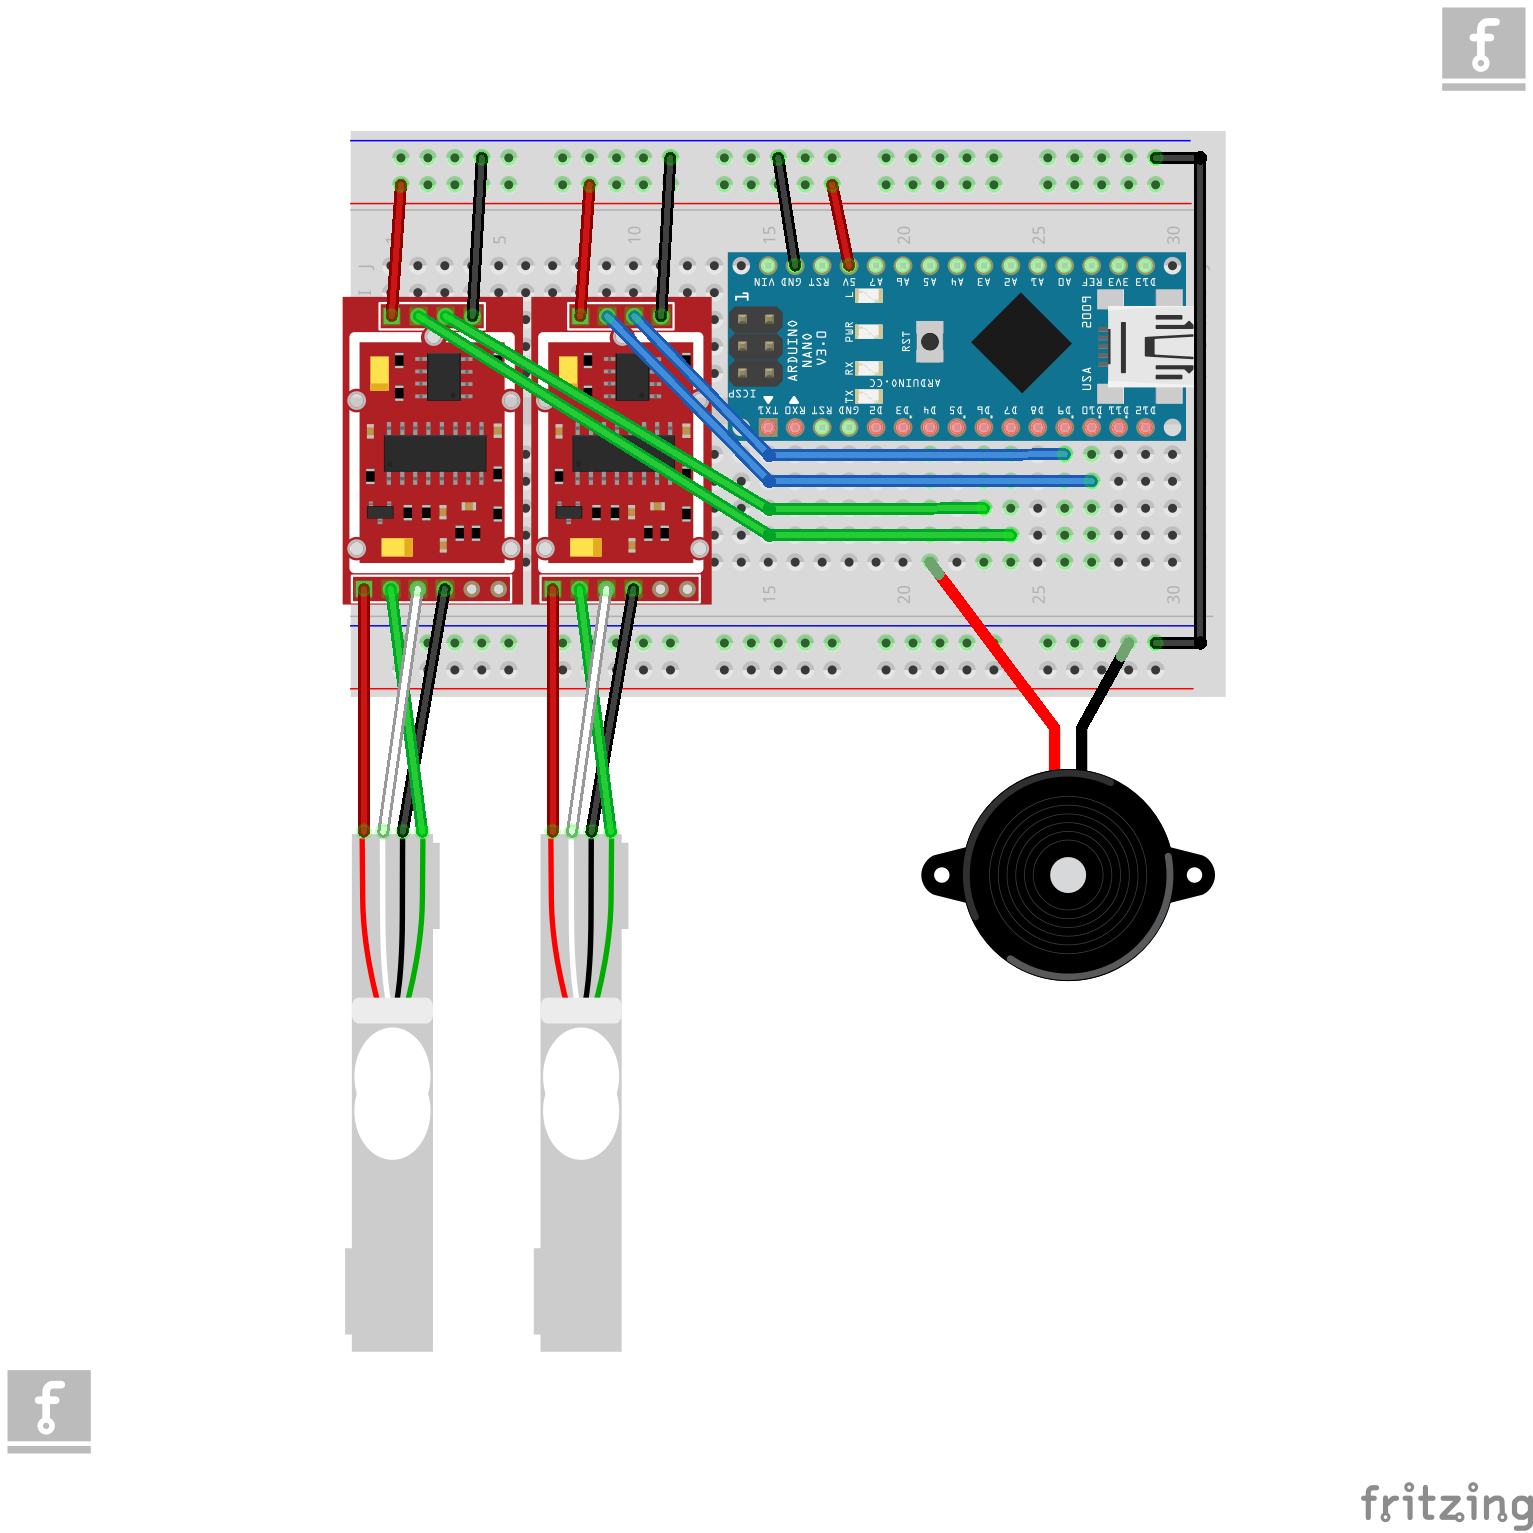 f
1
5
10
15
20
25
30
J
I
VIN
GND
RST
5V
A7
A6
A5
A4
A3
A2
A1
A0
REF
3V3
D13
1
L
PWR
RX
TX
RST
ARDUINO
NANO
V3.0
ARDUINO.CC
ICSP
USA
2009
TX1
RX0
RST
GND
D2
D3
D4
D5
D6
D7
D8
D9
D10
D11
D12
15
20
25
30
f
fritzing